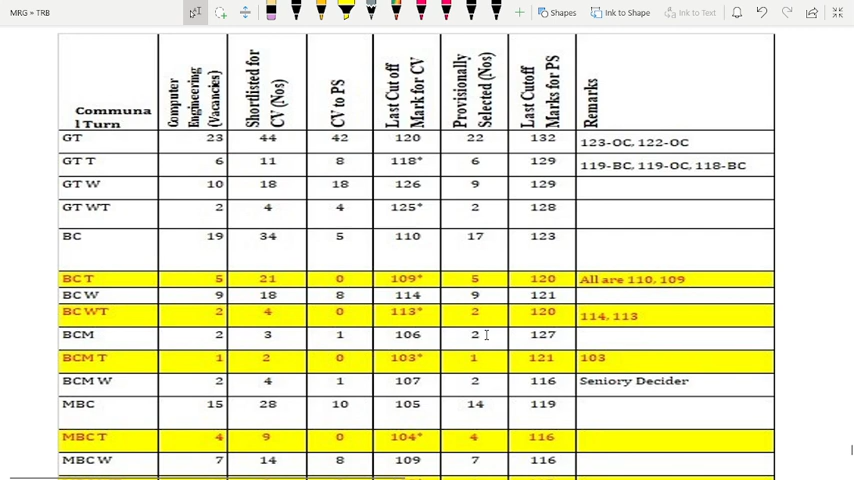 MRG » TRB
Shapes
Ink to Shape
Ink to Text
Communa
l Turn
Computer Engineering (Vacancies)
Shortlisted for CV (Nos)
CV to PS
Last Cut off Mark for CV
Provisionally Selected (Nos)
Last Cutoff Marks for PS
Remarks
GT 23 44 42 120 22 132 123-OC, 122-OC
GT T 6 11 8 118* 6 129 119-BC, 119-OC, 118-BC
GT W 10 18 18 126 9 129
GT WT 2 4 4 125* 2 128
BC 19 34 5 110 17 123
BC T 5 21 0 109* 5 120 All are 110, 109
BC W 9 18 8 114 9 121
BC WT 2 4 0 113* 2 120 114, 113
BCM 2 3 1 106 2 127
BCM T 1 2 0 103* 1 121 103
BCM W 2 4 1 107 2 116 Seniory Decider
MBC 15 28 10 105 14 119
MBC T 4 9 0 104* 4 116
MBC W 7 14 8 109 7 116